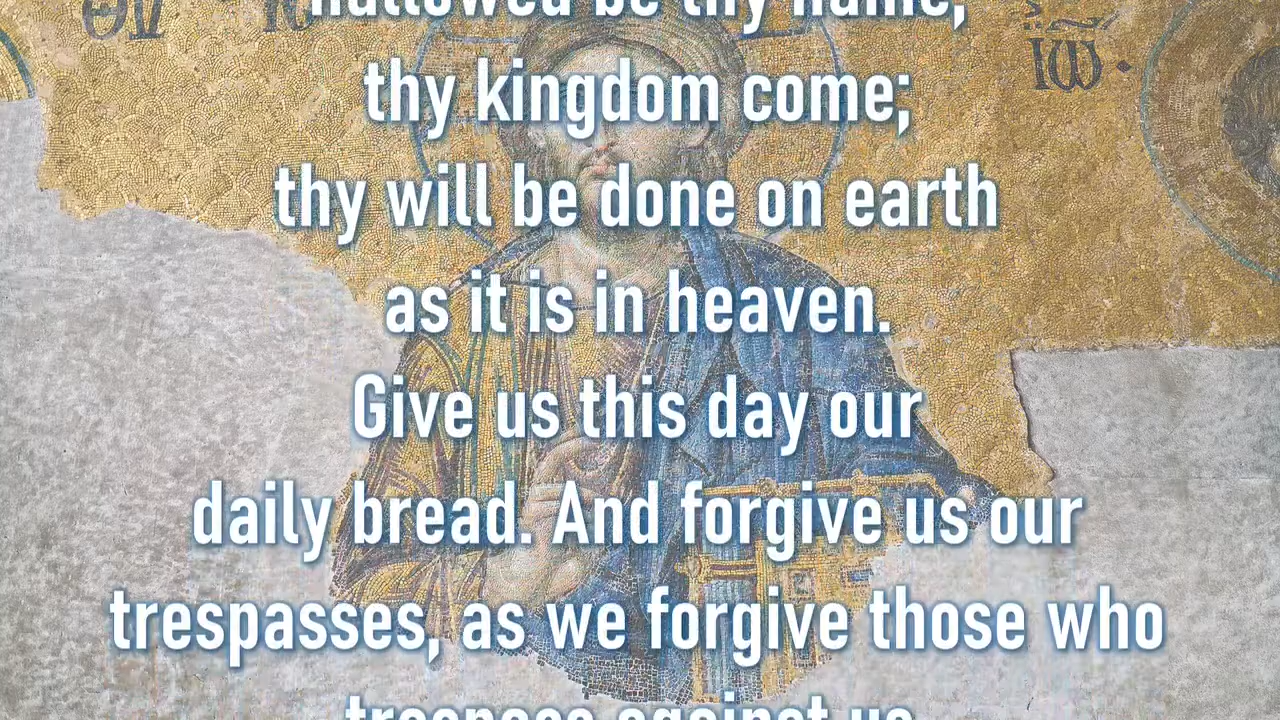 hallowed be thy name,
thy kingdom come;
thy will be done on earth
as it is in heaven.
Give us this day our
daily bread. And forgive us our
trespasses, as we forgive those who
trespass against us